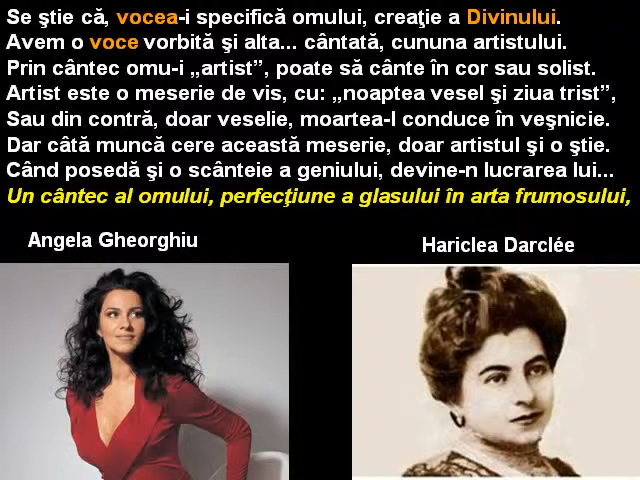 Se ştie că, vocea-i specifică omului, creaţie a Divinului.
Avem o voce vorbită şi alta... cântată, cununa artistului.
Prin cântec omu-i „artist”, poate să cânte în cor sau solist.
Artist este o meserie de vis, cu: „noaptea vesel şi ziua trist”,
Sau din contră, doar veselie, moartea-l conduce în veşnicie.
Dar câtă muncă cere această meserie, doar artistul şi o ştie.
Când posedă şi o scânteie a geniului, devine-n lucrarea lui...
Un cântec al omului, perfecţiune a glasului în arta frumosului,
Angela Gheorghiu
Hariclea Darclée